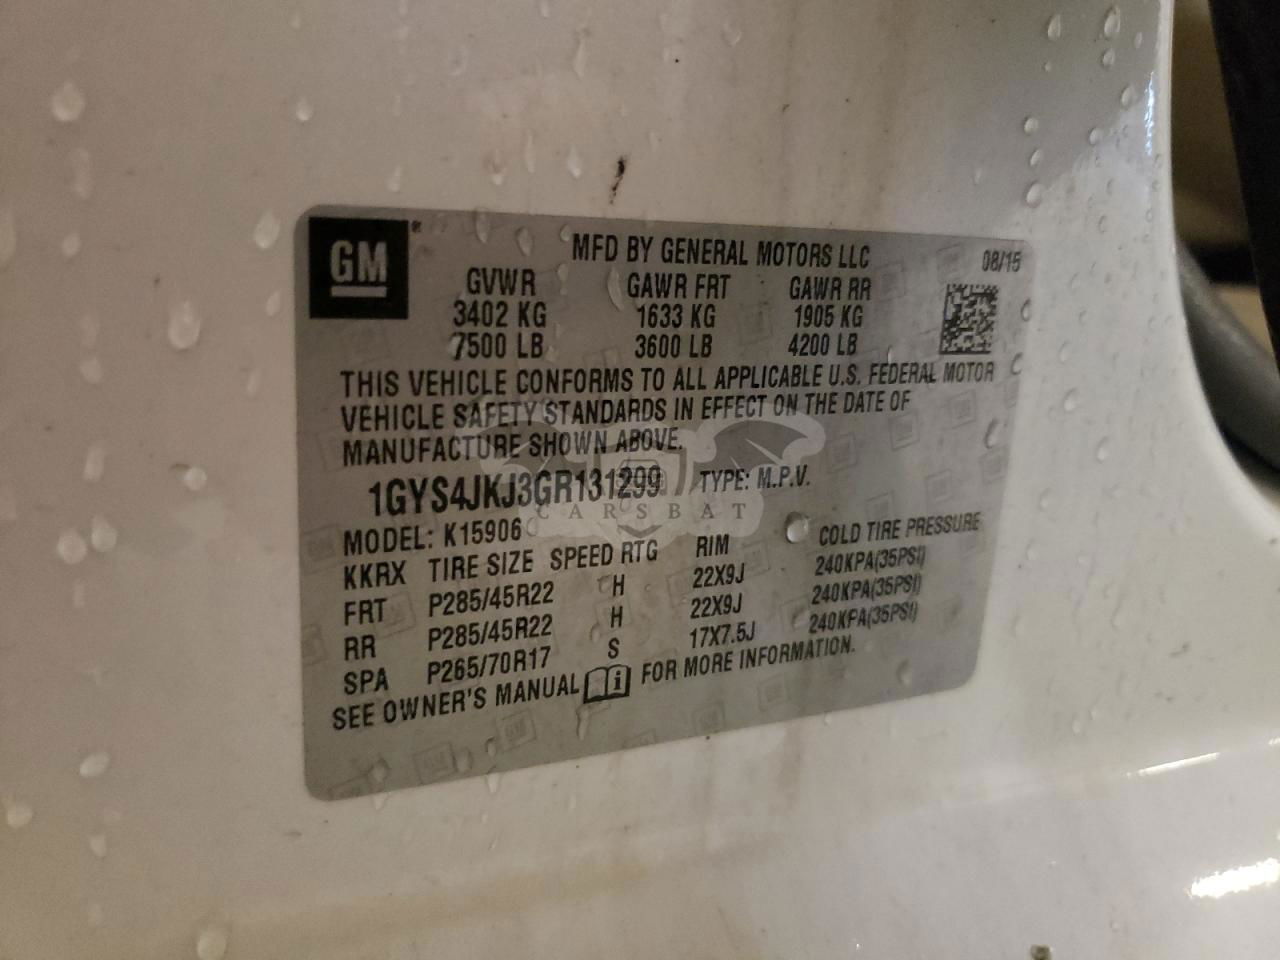 GM®
MFD BY GENERAL MOTORS LLC 08/15
GVWR GAWR FRT GAWR RR
3402 KG 1633 KG 1905 KG
7500 LB 3600 LB 4200 LB
THIS VEHICLE CONFORMS TO ALL APPLICABLE U.S. FEDERAL MOTOR
VEHICLE SAFETY STANDARDS IN EFFECT ON THE DATE OF
MANUFACTURE SHOWN ABOVE.
1GYS4JKJ3GR131299 TYPE: M.P.V.
CARSBAT
MODEL: K15906
KKRX TIRE SIZE SPEED RTG RIM COLD TIRE PRESSURE
FRT P285/45R22 H 22X9J 240KPA(35PSI)
RR P285/45R22 H 22X9J 240KPA(35PSI)
SPA P265/70R17 S 17X7.5J 240KPA(35PSI)
SEE OWNER'S MANUAL i FOR MORE INFORMATION.